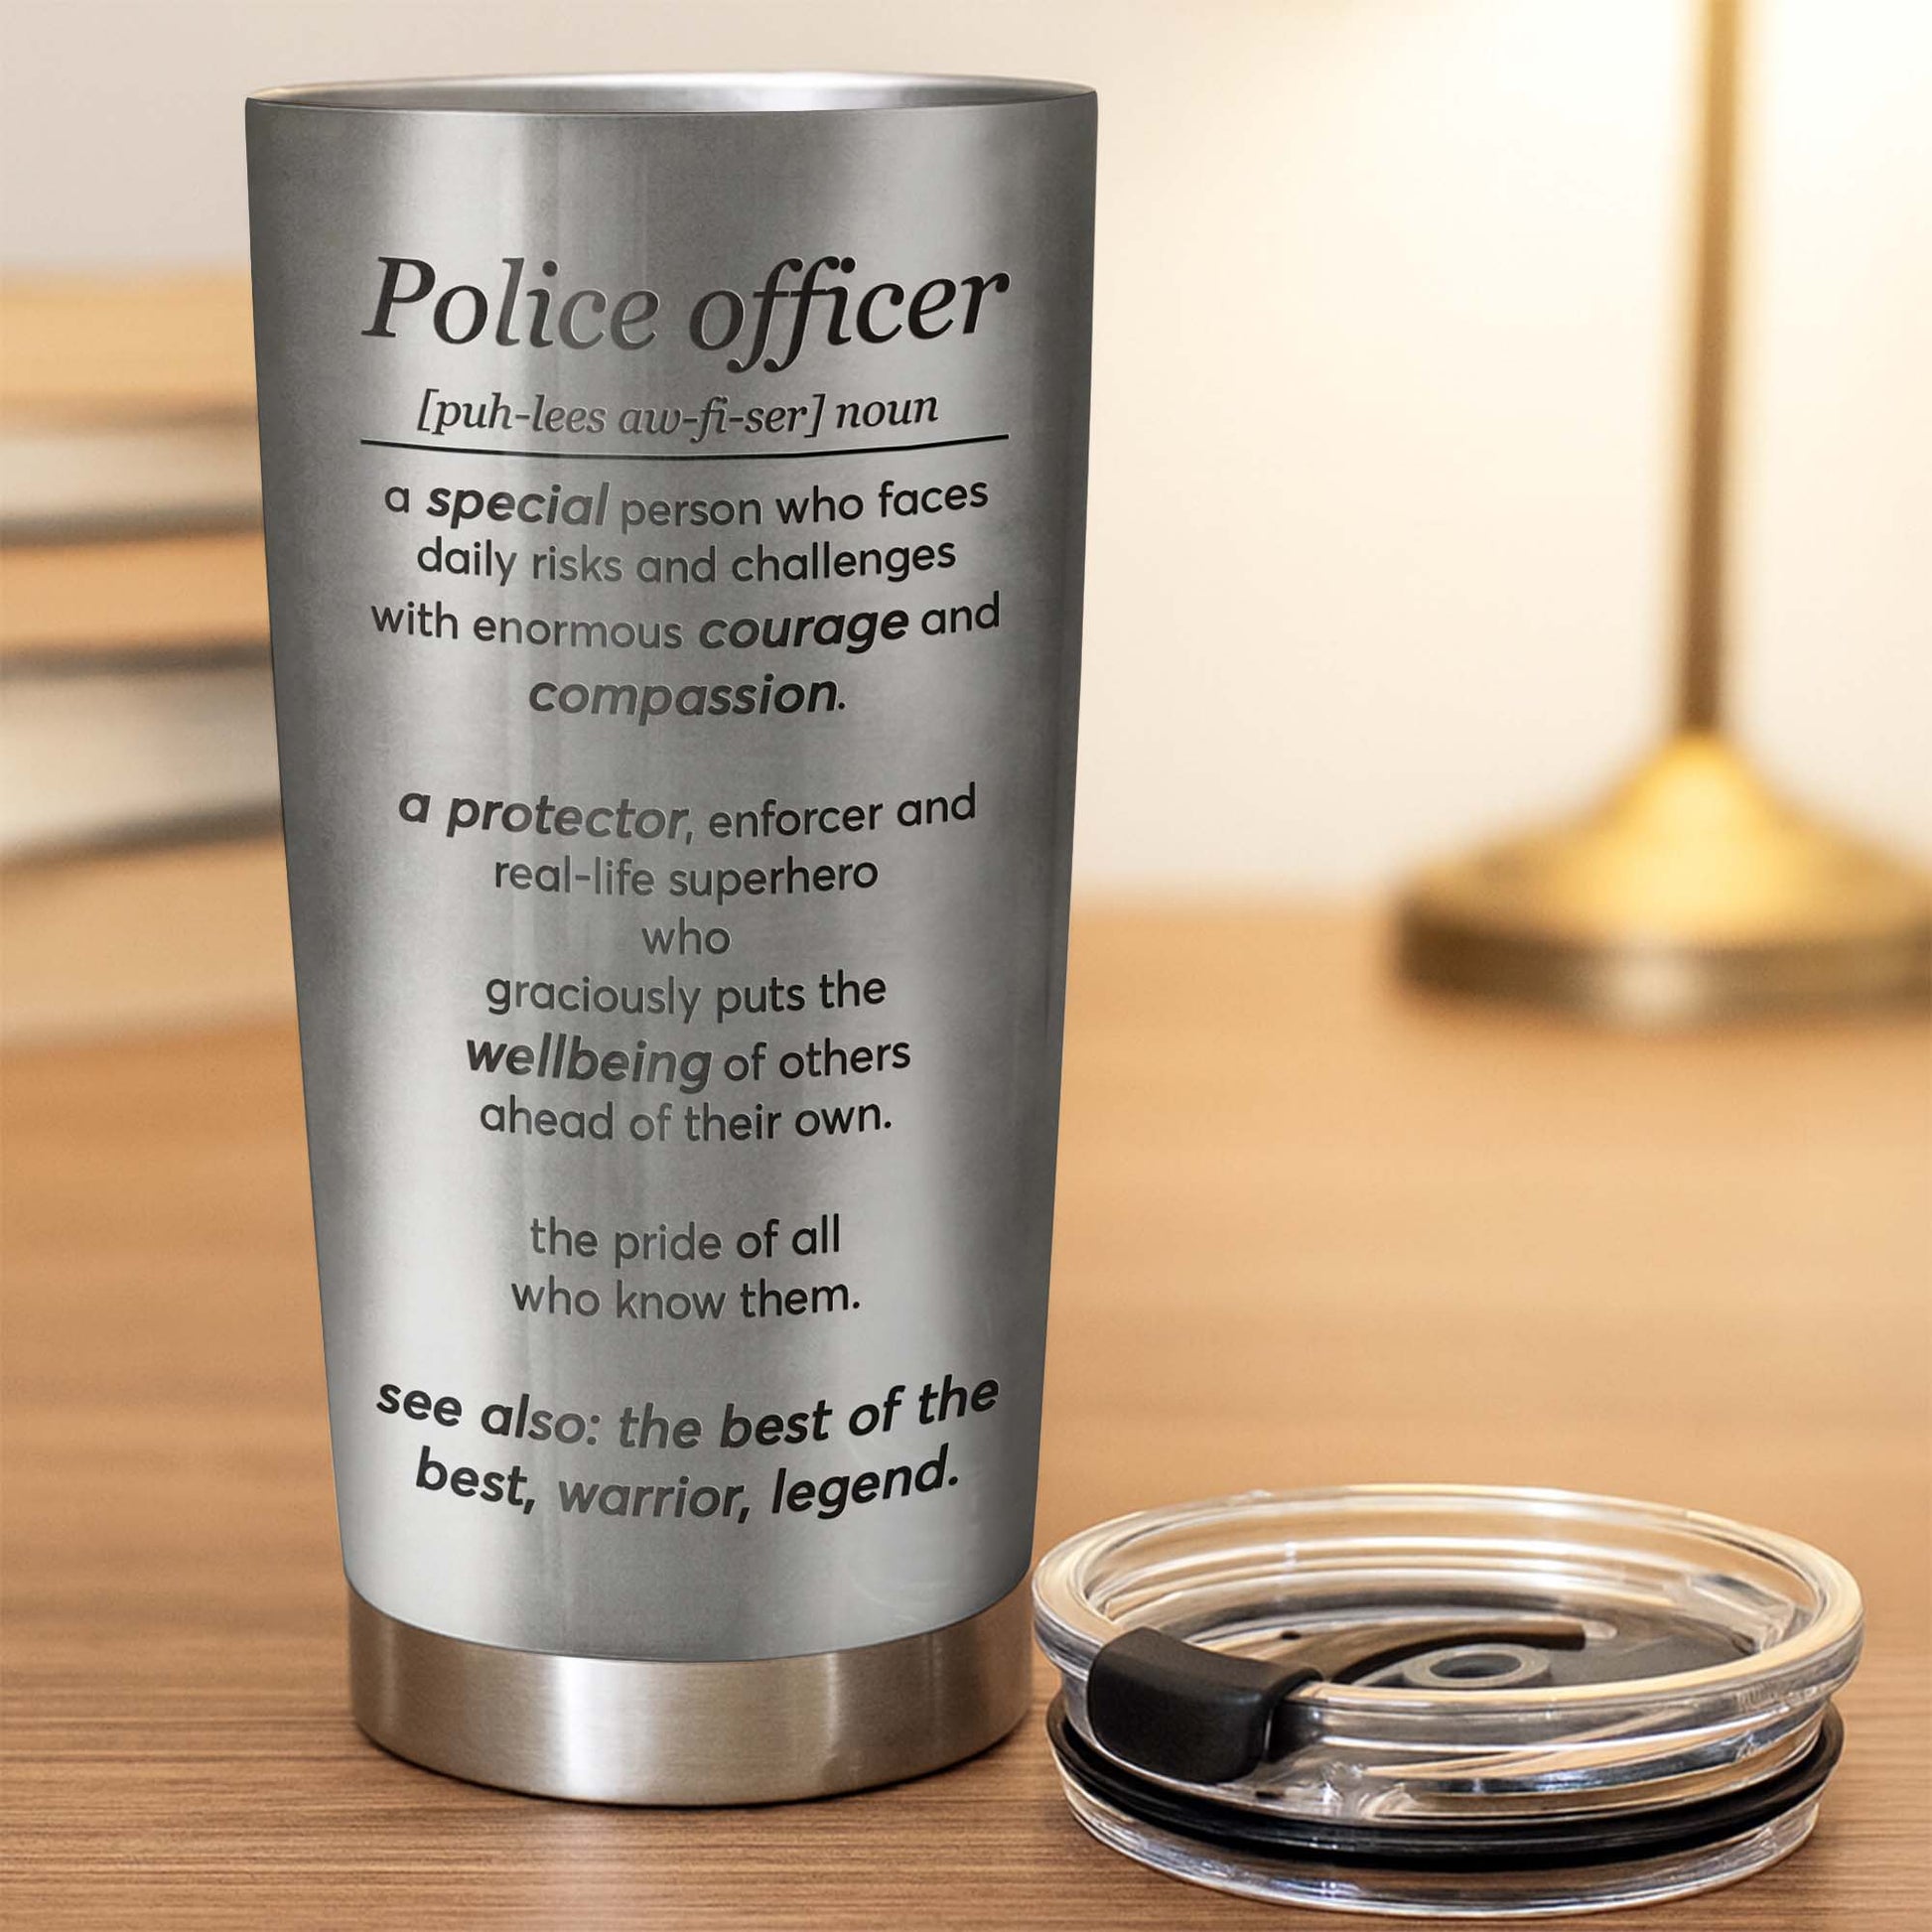 Police officer
[puh-lees aw-fi-ser] noun
a special person who faces
daily risks and challenges
with enormous courage and
compassion.
a protector, enforcer and
real-life superhero
who
graciously puts the
wellbeing of others
ahead of their own.
the pride of all
who know them.
see also: the best of the
best, warrior, legend.